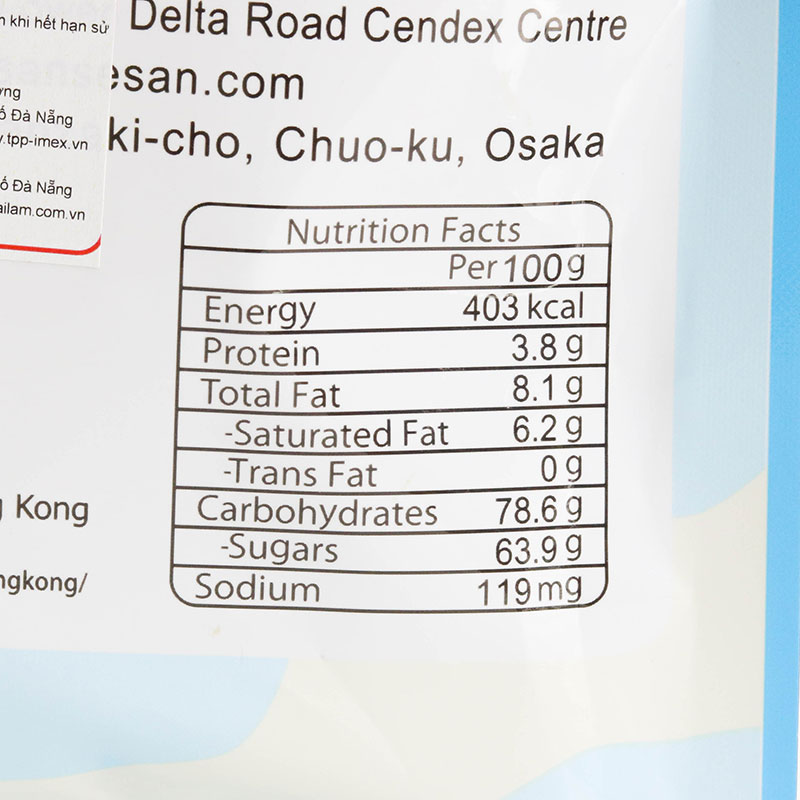 khi hết hạn sử
Delta Road Cendex Centre
esan.com
ố Đà Nẵng
.tpp-imex.vn
ki-cho, Chuo-ku, Osaka
ố Đà Nẵng
ailam.com.vn
Nutrition Facts
Per 100 g
Energy 403 kcal
Protein 3.8 g
Total Fat 8.1 g
-Saturated Fat 6.2 g
-Trans Fat 0 g
Carbohydrates 78.6 g
-Sugars 63.9 g
Sodium 119 mg
Kong
ngkong/